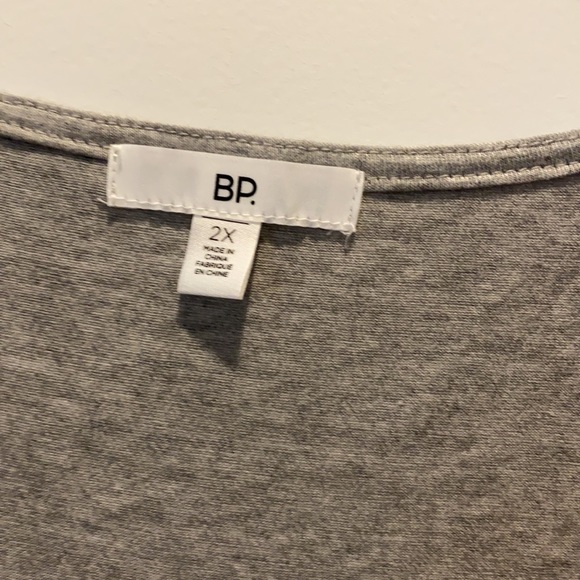 BP.
2X
MADE IN
CHINA
FABRIQUÉ
EN CHINE